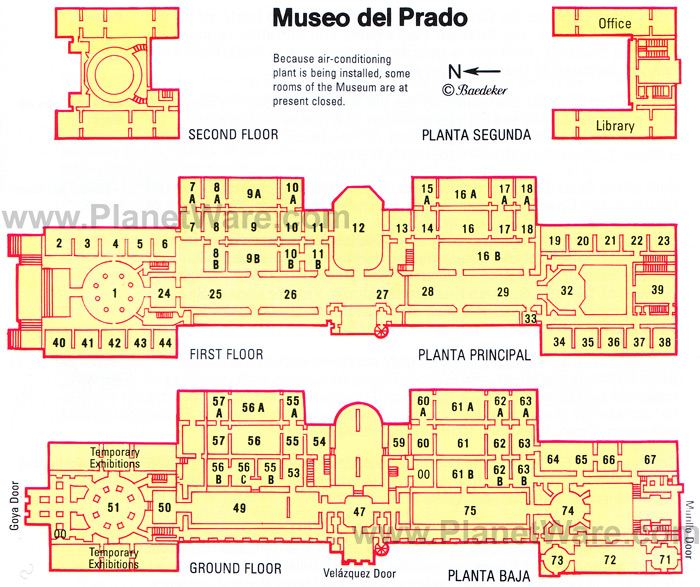 Museo del Prado
Because air-conditioning
plant is being installed, some
rooms of the Museum are at
present closed.
N
© Baedeker
Office
Library
SECOND FLOOR
PLANTA SEGUNDA
7 A
8 A
9 A
10 A
15 A
16 A
17 A
18 A
www.PlanetWare.com
7
8
9
10
11
12
13
14
16
17
18
2
3
4
5
6
19
20
21
22
23
8 B
9 B
10 B
11 B
16 B
1
24
25
26
27
28
29
32
39
33
40
41
42
43
44
34
35
36
37
38
FIRST FLOOR
PLANTA PRINCIPAL
57 A
56 A
55 A
60 A
61 A
62 A
63 A
57
56
55
54
59
60
61
62
63
Temporary
Exhibitions
56 B
56 C
55 B
53
00
61 B
62 B
63 B
64
65
66
67
Goya Door
51
50
49
47
75
74
00
www.PlanetWare.com
Murillo Door
Temporary
Exhibitions
73
72
71
GROUND FLOOR
Velázquez Door
PLANTA BAJA